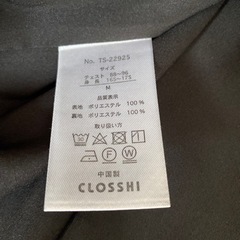 No. TS-22925
サイズ
チェスト 88~96
身長 165~175
M
品質表示
表地 ポリエステル 100%
裏地 ポリエステル 100%
取り扱い方
中国製
CLOSSHI